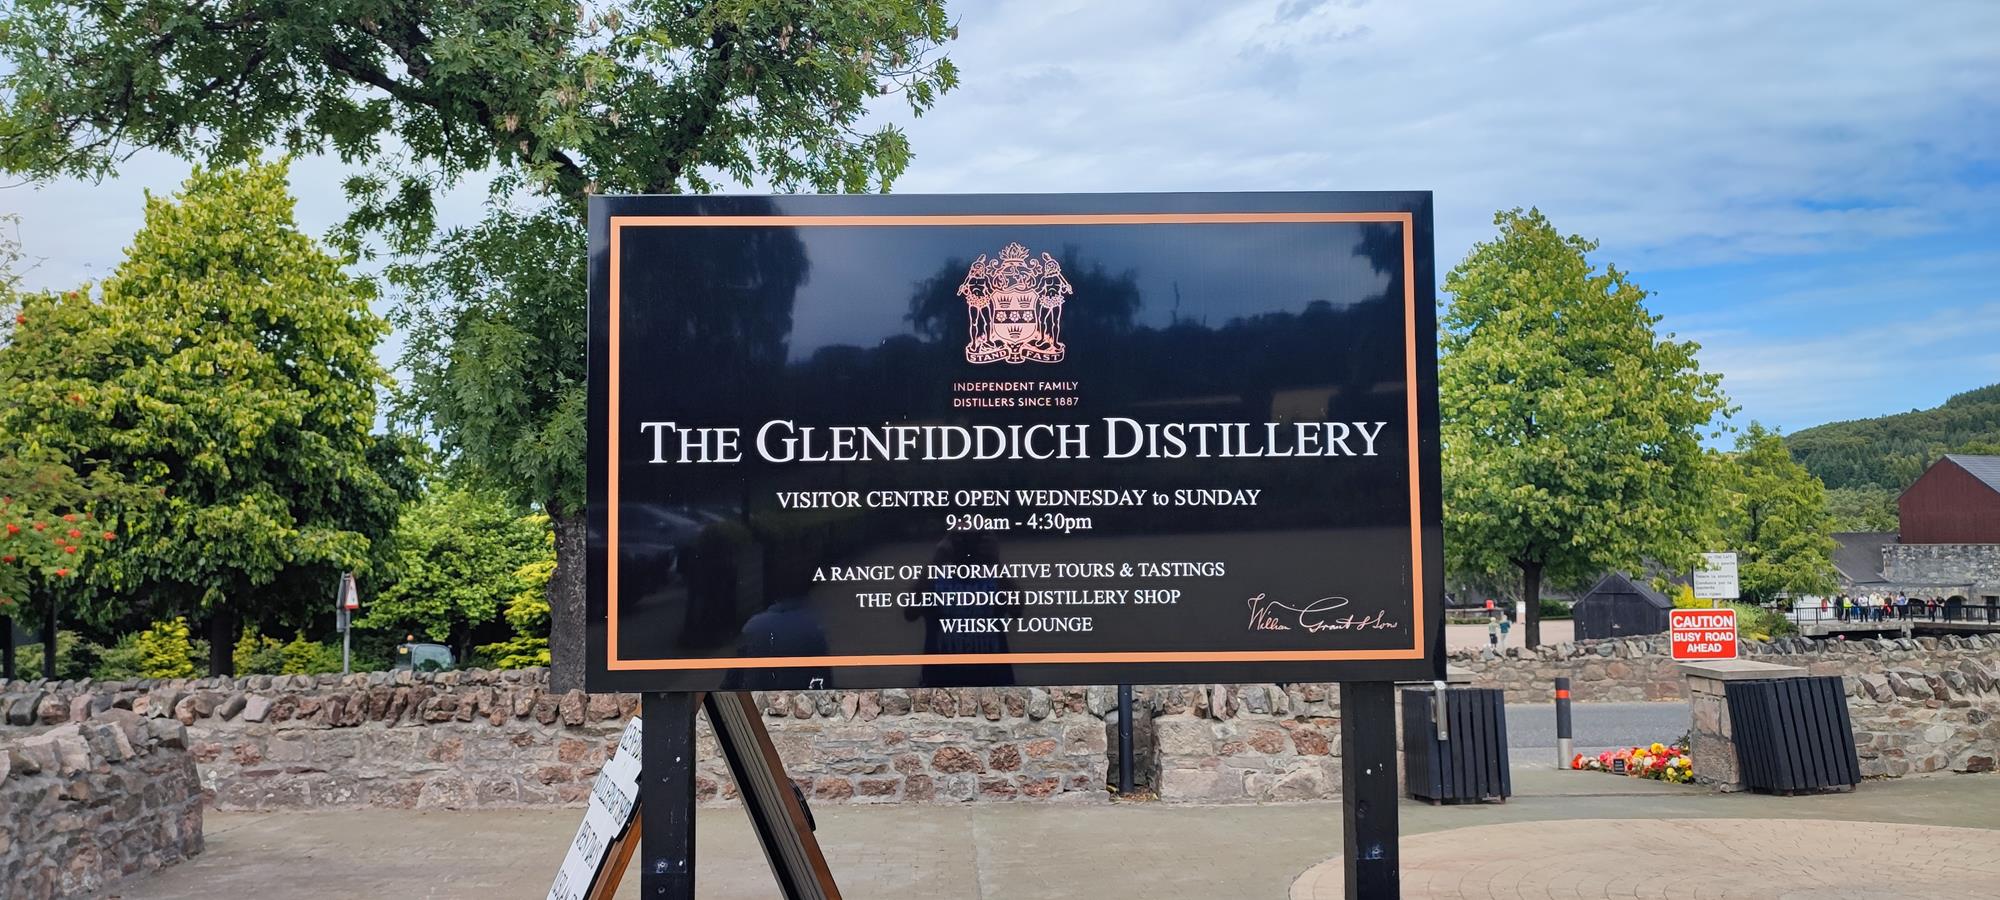 STAND FAST
INDEPENDENT FAMILY
DISTILLERS SINCE 1887
THE GLENFIDDICH DISTILLERY
VISITOR CENTRE OPEN WEDNESDAY to SUNDAY
9:30am - 4:30pm
A RANGE OF INFORMATIVE TOURS & TASTINGS
THE GLENFIDDICH DISTILLERY SHOP
WHISKY LOUNGE
William Grant & Sons
CAUTION
BUSY ROAD
AHEAD